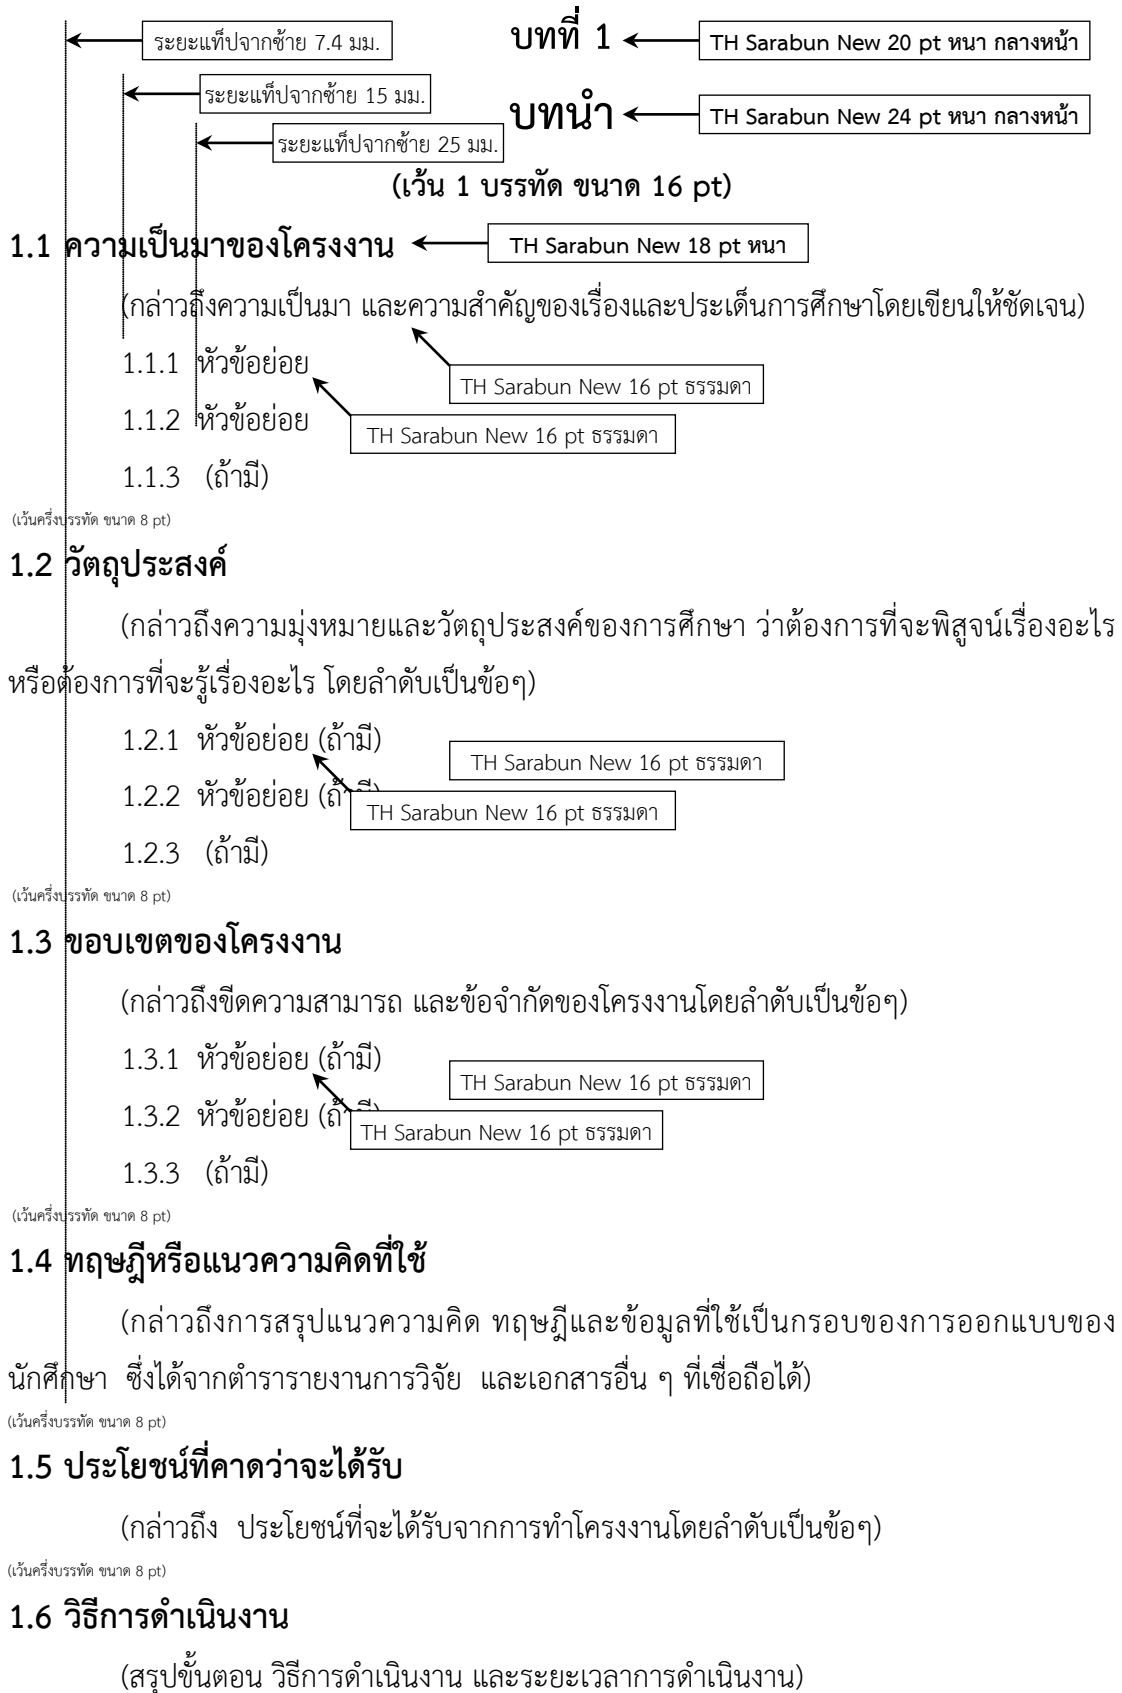 ระยะแท็ปจากซ้าย 7.4 มม.
บทที่ 1
TH Sarabun New 20 pt หนา กลางหน้า
ระยะแท็ปจากซ้าย 15 มม.
บทนำ
TH Sarabun New 24 pt หนา กลางหน้า
ระยะแท็ปจากซ้าย 25 มม.
(เว้น 1 บรรทัด ขนาด 16 pt)
1.1 ความเป็นมาของโครงงาน
TH Sarabun New 18 pt หนา
(กล่าวถึงความเป็นมา และความสำคัญของเรื่องและประเด็นการศึกษาโดยเขียนให้ชัดเจน)
1.1.1 หัวข้อย่อย
TH Sarabun New 16 pt ธรรมดา
1.1.2 หัวข้อย่อย
TH Sarabun New 16 pt ธรรมดา
1.1.3 (ถ้ามี)
(เว้นครึ่งบรรทัด ขนาด 8 pt)
1.2 วัตถุประสงค์
(กล่าวถึงความมุ่งหมายและวัตถุประสงค์ของการศึกษา ว่าต้องการที่จะพิสูจน์เรื่องอะไร
หรือต้องการที่จะรู้เรื่องอะไร โดยลำดับเป็นข้อๆ)
1.2.1 หัวข้อย่อย (ถ้ามี)
TH Sarabun New 16 pt ธรรมดา
1.2.2 หัวข้อย่อย (ถ้ามี)
TH Sarabun New 16 pt ธรรมดา
1.2.3 (ถ้ามี)
(เว้นครึ่งบรรทัด ขนาด 8 pt)
1.3 ขอบเขตของโครงงาน
(กล่าวถึงขีดความสามารถ และข้อจำกัดของโครงงานโดยลำดับเป็นข้อๆ)
1.3.1 หัวข้อย่อย (ถ้ามี)
TH Sarabun New 16 pt ธรรมดา
1.3.2 หัวข้อย่อย (ถ้ามี)
TH Sarabun New 16 pt ธรรมดา
1.3.3 (ถ้ามี)
(เว้นครึ่งบรรทัด ขนาด 8 pt)
1.4 ทฤษฎีหรือแนวความคิดที่ใช้
(กล่าวถึงการสรุปแนวความคิด ทฤษฎีและข้อมูลที่ใช้เป็นกรอบของการออกแบบของ
นักศึกษา ซึ่งได้จากตำรารายงานการวิจัย และเอกสารอื่น ๆ ที่เชื่อถือได้)
(เว้นครึ่งบรรทัด ขนาด 8 pt)
1.5 ประโยชน์ที่คาดว่าจะได้รับ
(กล่าวถึง ประโยชน์ที่จะได้รับจากการทำโครงงานโดยลำดับเป็นข้อๆ)
(เว้นครึ่งบรรทัด ขนาด 8 pt)
1.6 วิธีการดำเนินงาน
(สรุปขั้นตอน วิธีการดำเนินงาน และระยะเวลาการดำเนินงาน)